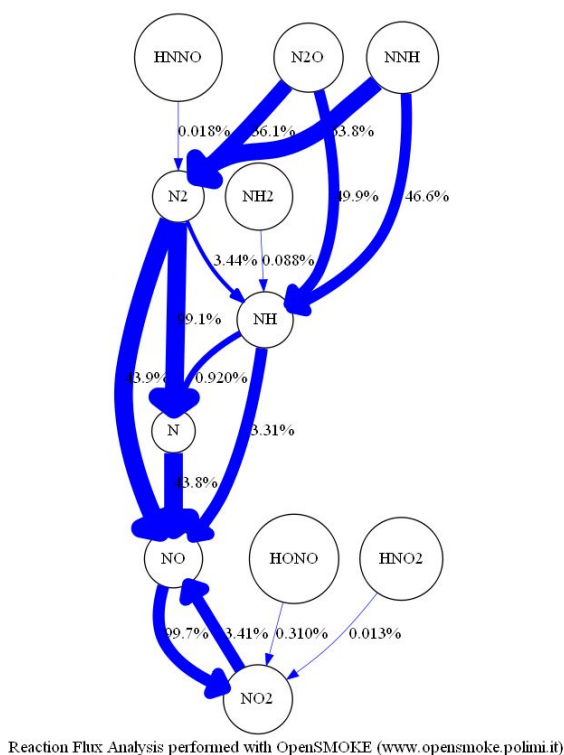 HNNO N2O NNH
0.018% 36.1% 63.8%
N2 NH2 49.9% 46.6%
3.44% 0.088%
99.1% NH
43.9% 0.920%
N 3.31%
43.8%
NO HONO HNO2
99.7% 3.41% 0.310% 0.013%
NO2
Reaction Flux Analysis performed with OpenSMOKE (www.opensmoke.polimi.it)